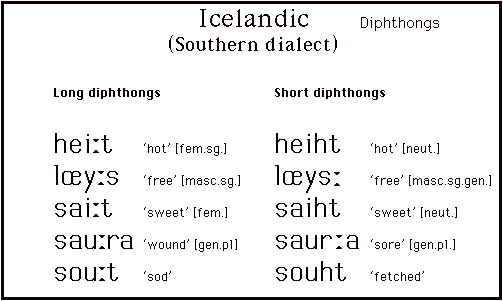 Icelandic Diphthongs
(Southern dialect)
Long diphthongs Short diphthongs
heiːt ‘hot’ [fem.sg.] heiht ‘hot’ [neut.]
lœyːs ‘free’ [masc.sg.] lœysː ‘free’ [masc.sg.gen.]
saiːt ‘sweet’ [fem.] saiht ‘sweet’ [neut.]
sauːra ‘wound’ [gen.pl] saurːa ‘sore’ [gen.pl.]
souːt ‘sod’ souht ‘fetched’